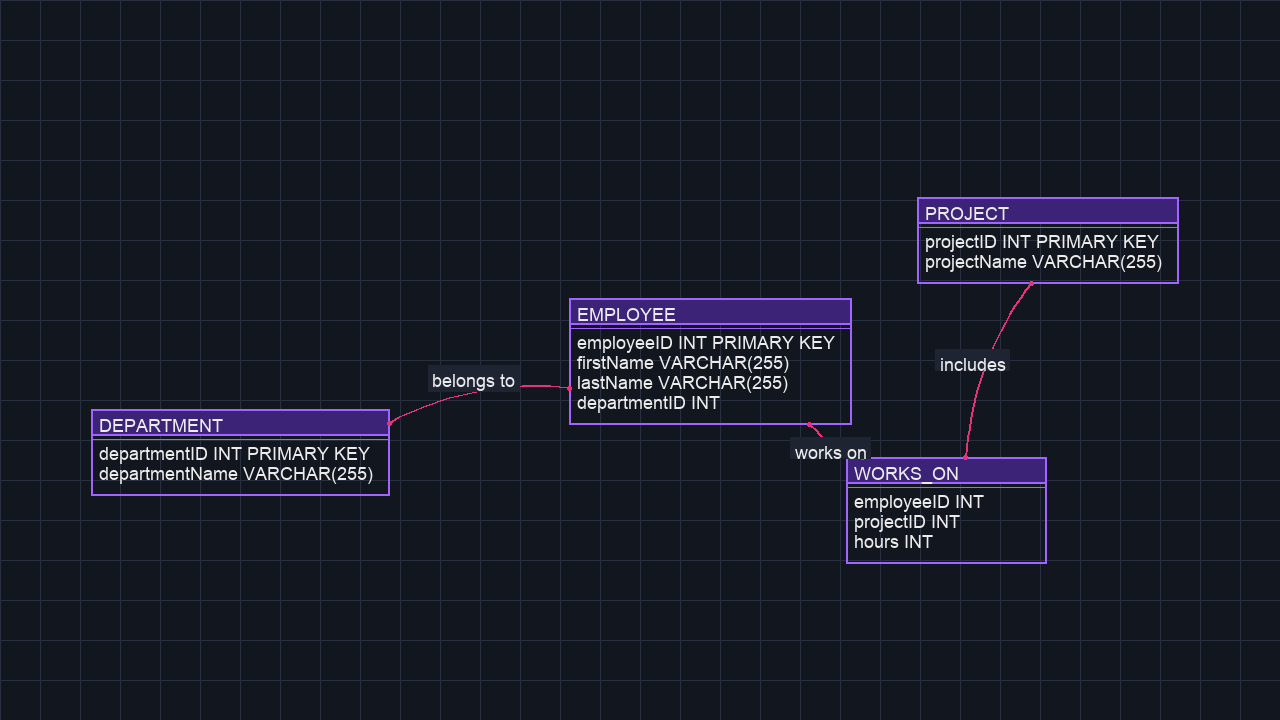 PROJECT
projectID INT PRIMARY KEY
projectName VARCHAR(255)
EMPLOYEE
employeeID INT PRIMARY KEY
firstName VARCHAR(255)
lastName VARCHAR(255)
departmentID INT
includes
belongs to
DEPARTMENT
departmentID INT PRIMARY KEY
departmentName VARCHAR(255)
works on
WORKS_ON
employeeID INT
projectID INT
hours INT